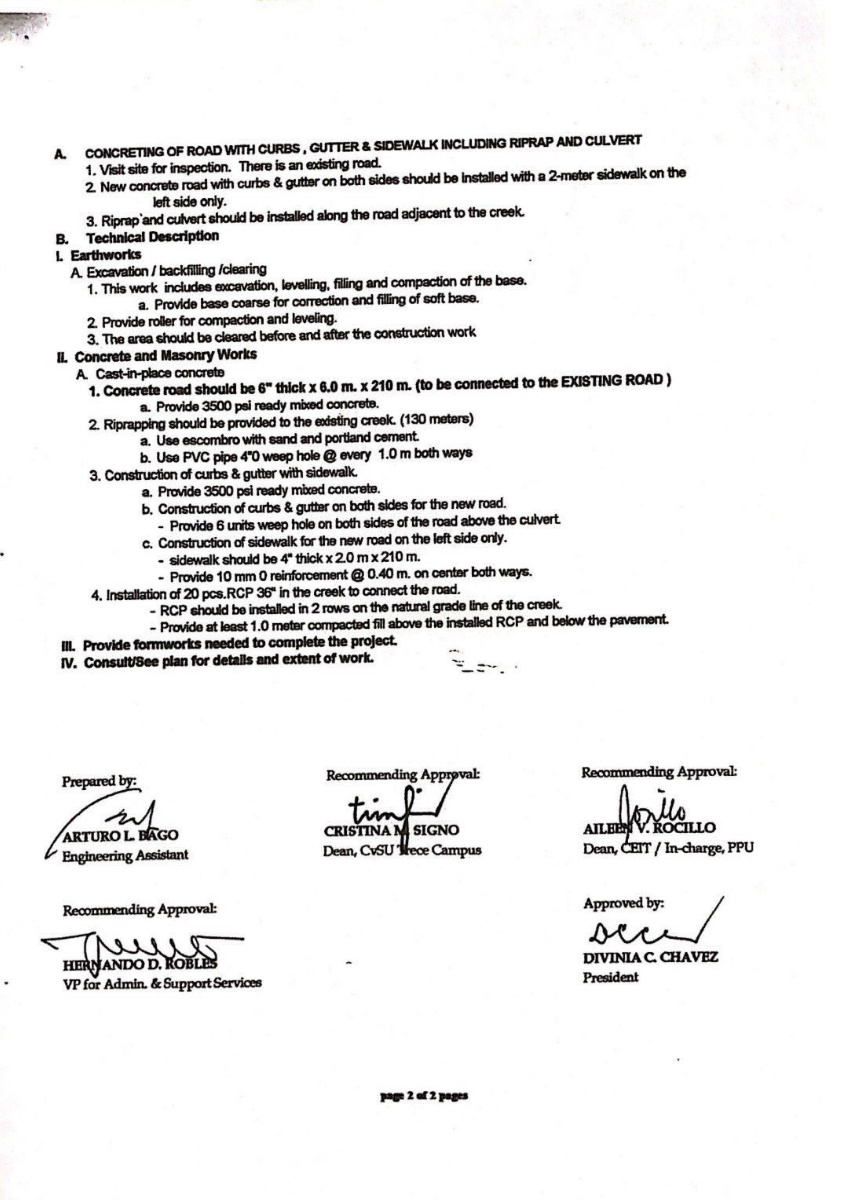 A. CONCRETING OF ROAD WITH CURBS , GUTTER & SIDEWALK INCLUDING RIPRAP AND CULVERT
1. Visit site for inspection. There is an existing road.
2. New concrete road with curbs & gutter on both sides should be installed with a 2-meter sidewalk on the
left side only.
3. Riprap and culvert should be installed along the road adjacent to the creek.
B. Technical Description
I. Earthworks
A. Excavation / backfilling /clearing
1. This work includes excavation, levelling, filling and compaction of the base.
a. Provide base coarse for correction and filling of soft base.
2. Provide roller for compaction and leveling.
3. The area should be cleared before and after the construction work
II. Concrete and Masonry Works
A. Cast-in-place concrete
1. Concrete road should be 6" thick x 6.0 m. x 210 m. (to be connected to the EXISTING ROAD )
a. Provide 3500 psi ready mixed concrete.
2. Riprapping should be provided to the existing creek. (130 meters)
a. Use escombro with sand and portland cement.
b. Use PVC pipe 4"0 weep hole @ every 1.0 m both ways
3. Construction of curbs & gutter with sidewalk.
a. Provide 3500 psi ready mixed concrete.
b. Construction of curbs & gutter on both sides for the new road.
- Provide 6 units weep hole on both sides of the road above the culvert.
c. Construction of sidewalk for the new road on the left side only.
- sidewalk should be 4" thick x 2.0 m x 210 m.
- Provide 10 mm 0 reinforcement @ 0.40 m. on center both ways.
4. Installation of 20 pcs.RCP 36" in the creek to connect the road.
- RCP should be installed in 2 rows on the natural grade line of the creek.
- Provide at least 1.0 meter compacted fill above the installed RCP and below the pavement.
III. Provide formworks needed to complete the project.
IV. Consult/See plan for details and extent of work.
Prepared by:
ARTURO L. BAGO
Engineering Assistant
Recommending Approval:
CRISTINA M. SIGNO
Dean, CvSU Trece Campus
Recommending Approval:
AILEEN V. ROCILLO
Dean, CEIT / In-charge, PPU
Recommending Approval:
HERNANDO D. ROBLES
VP for Admin. & Support Services
Approved by:
DIVINIA C. CHAVEZ
President
page 2 of 2 pages